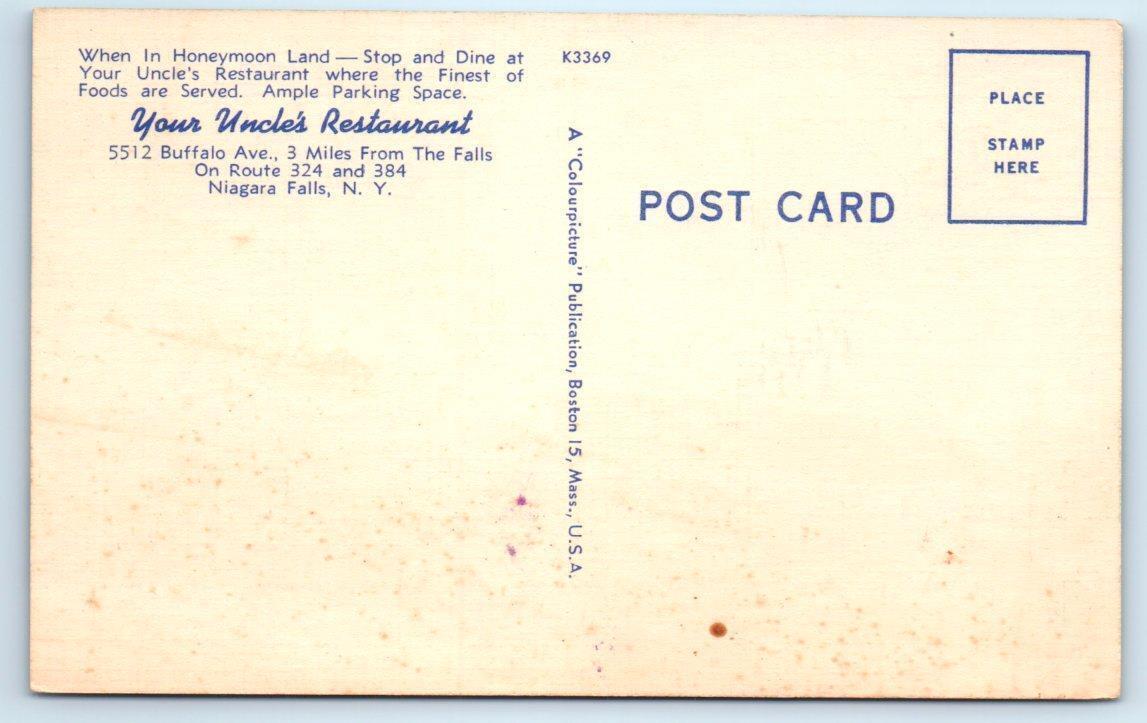 When In Honeymoon Land — Stop and Dine at
Your Uncle's Restaurant where the Finest of
Foods are Served. Ample Parking Space.
Your Uncle's Restaurant
5512 Buffalo Ave., 3 Miles From The Falls
On Route 324 and 384
Niagara Falls, N. Y.
K3369
A "Colourpicture" Publication, Boston 15, Mass., U.S.A.
POST CARD
PLACE
STAMP
HERE